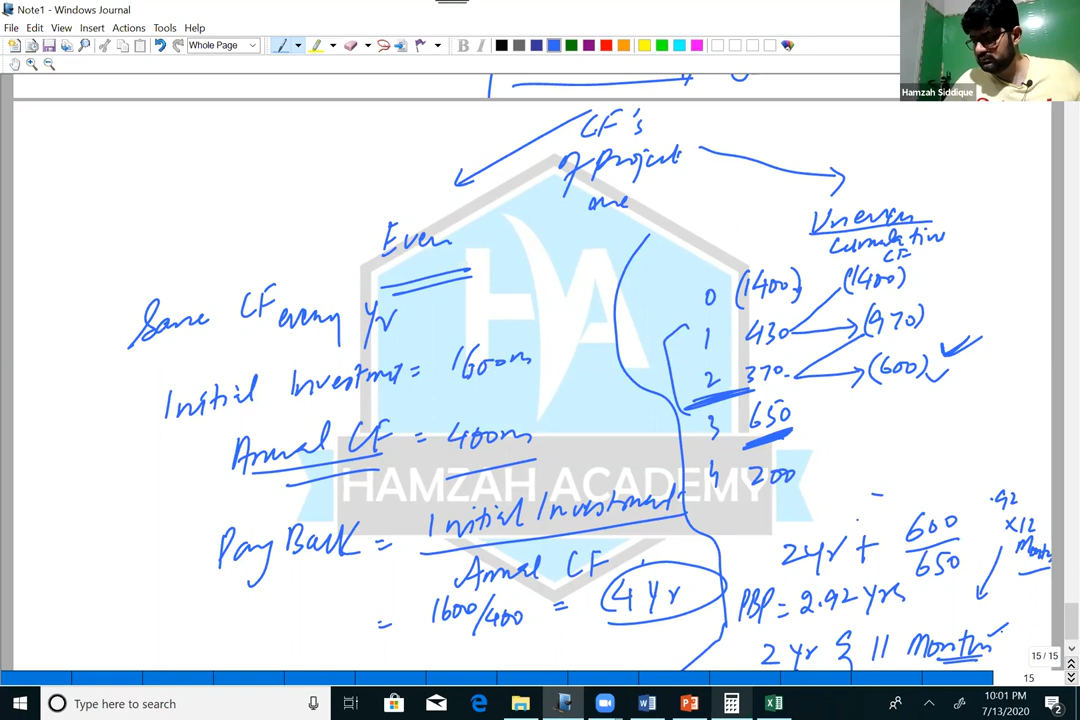 Note1 - Windows Journal
File Edit View Insert Actions Tools Help
Whole Page
B I
Hamzah Siddique
CF's
of project
are
Even
Uneven
Cumulative
CF
Same CF every yr
0 (1400) (1400)
1 430 (970)
2 370 (600)
3 650
4 200
Initial Investment = 1600m
Annual CF = 400m
HAMZAH ACADEMY
Pay Back = Initial Investment
Annual CF
= 1600/400 = 4 yr
2yr + 600
650
.92
x12
Months
PBP = 2.92 yrs
2 yr & 11 Months
15/15
15
Type here to search
10:01 PM
7/13/2020
2